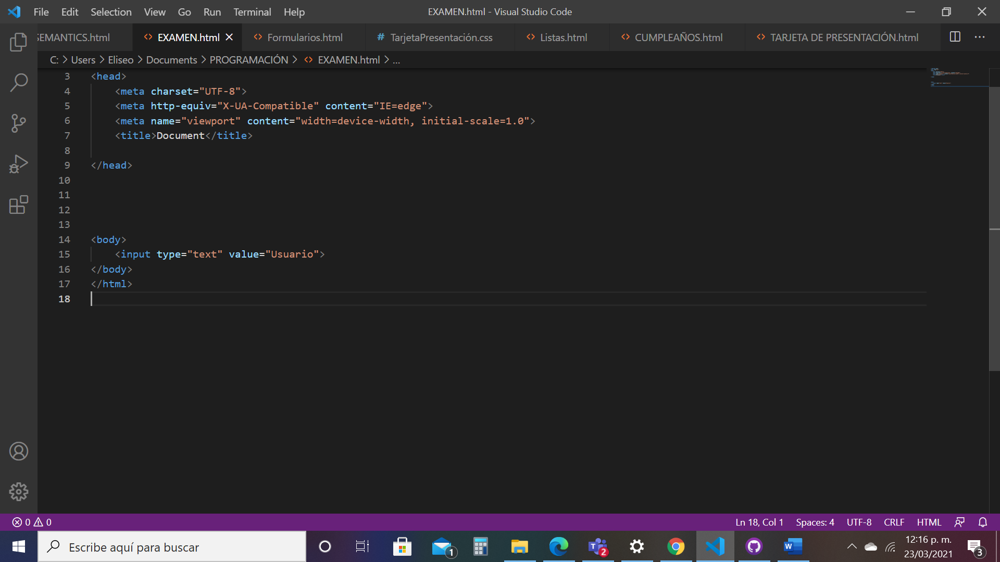 File Edit Selection View Go Run Terminal Help EXAMEN.html - Visual Studio Code
SEMANTICS.html <> EXAMEN.html <> Formularios.html # TarjetaPresentación.css <> Listas.html <> CUMPLEAÑOS.html <> TARJETA DE PRESENTACIÓN.html ...
C: > Users > Eliseo > Documents > PROGRAMACIÓN > <> EXAMEN.html > ...
3 <head>
4 <meta charset="UTF-8">
5 <meta http-equiv="X-UA-Compatible" content="IE=edge">
6 <meta name="viewport" content="width=device-width, initial-scale=1.0">
7 <title>Document</title>
8
9 </head>
10
11
12
13
14 <body>
15 <input type="text" value="Usuario">
16 </body>
17 </html>
18
0 0 Ln 18, Col 1 Spaces: 4 UTF-8 CRLF HTML
Escribe aquí para buscar 1 2 12:16 p. m.
23/03/2021 3